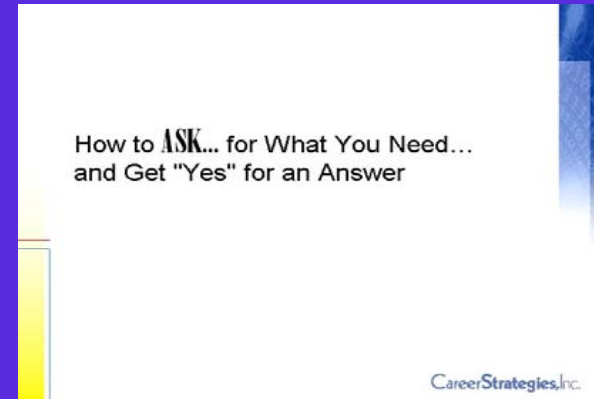 How to ASK... for What You Need...
and Get "Yes" for an Answer
CareerStrategies,Inc.